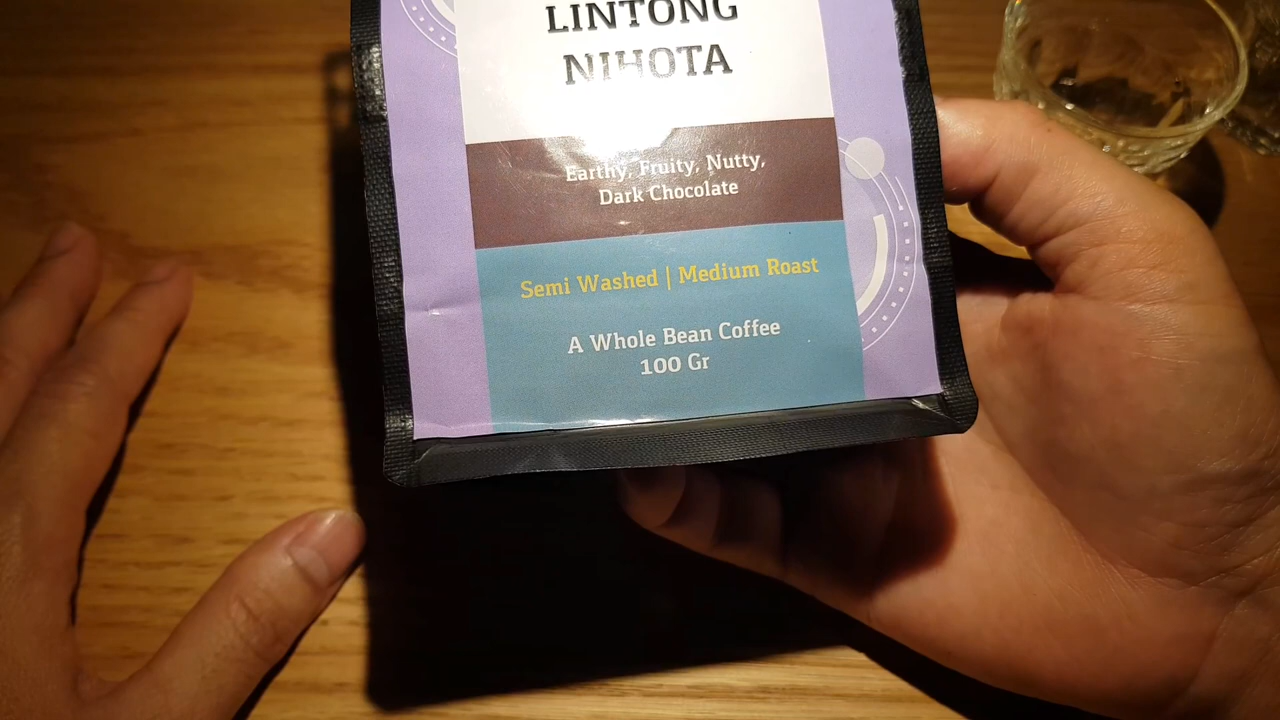 LINTONG
NIHOTA
Earthy, Fruity, Nutty,
Dark Chocolate
Semi Washed | Medium Roast
A Whole Bean Coffee
100 Gr